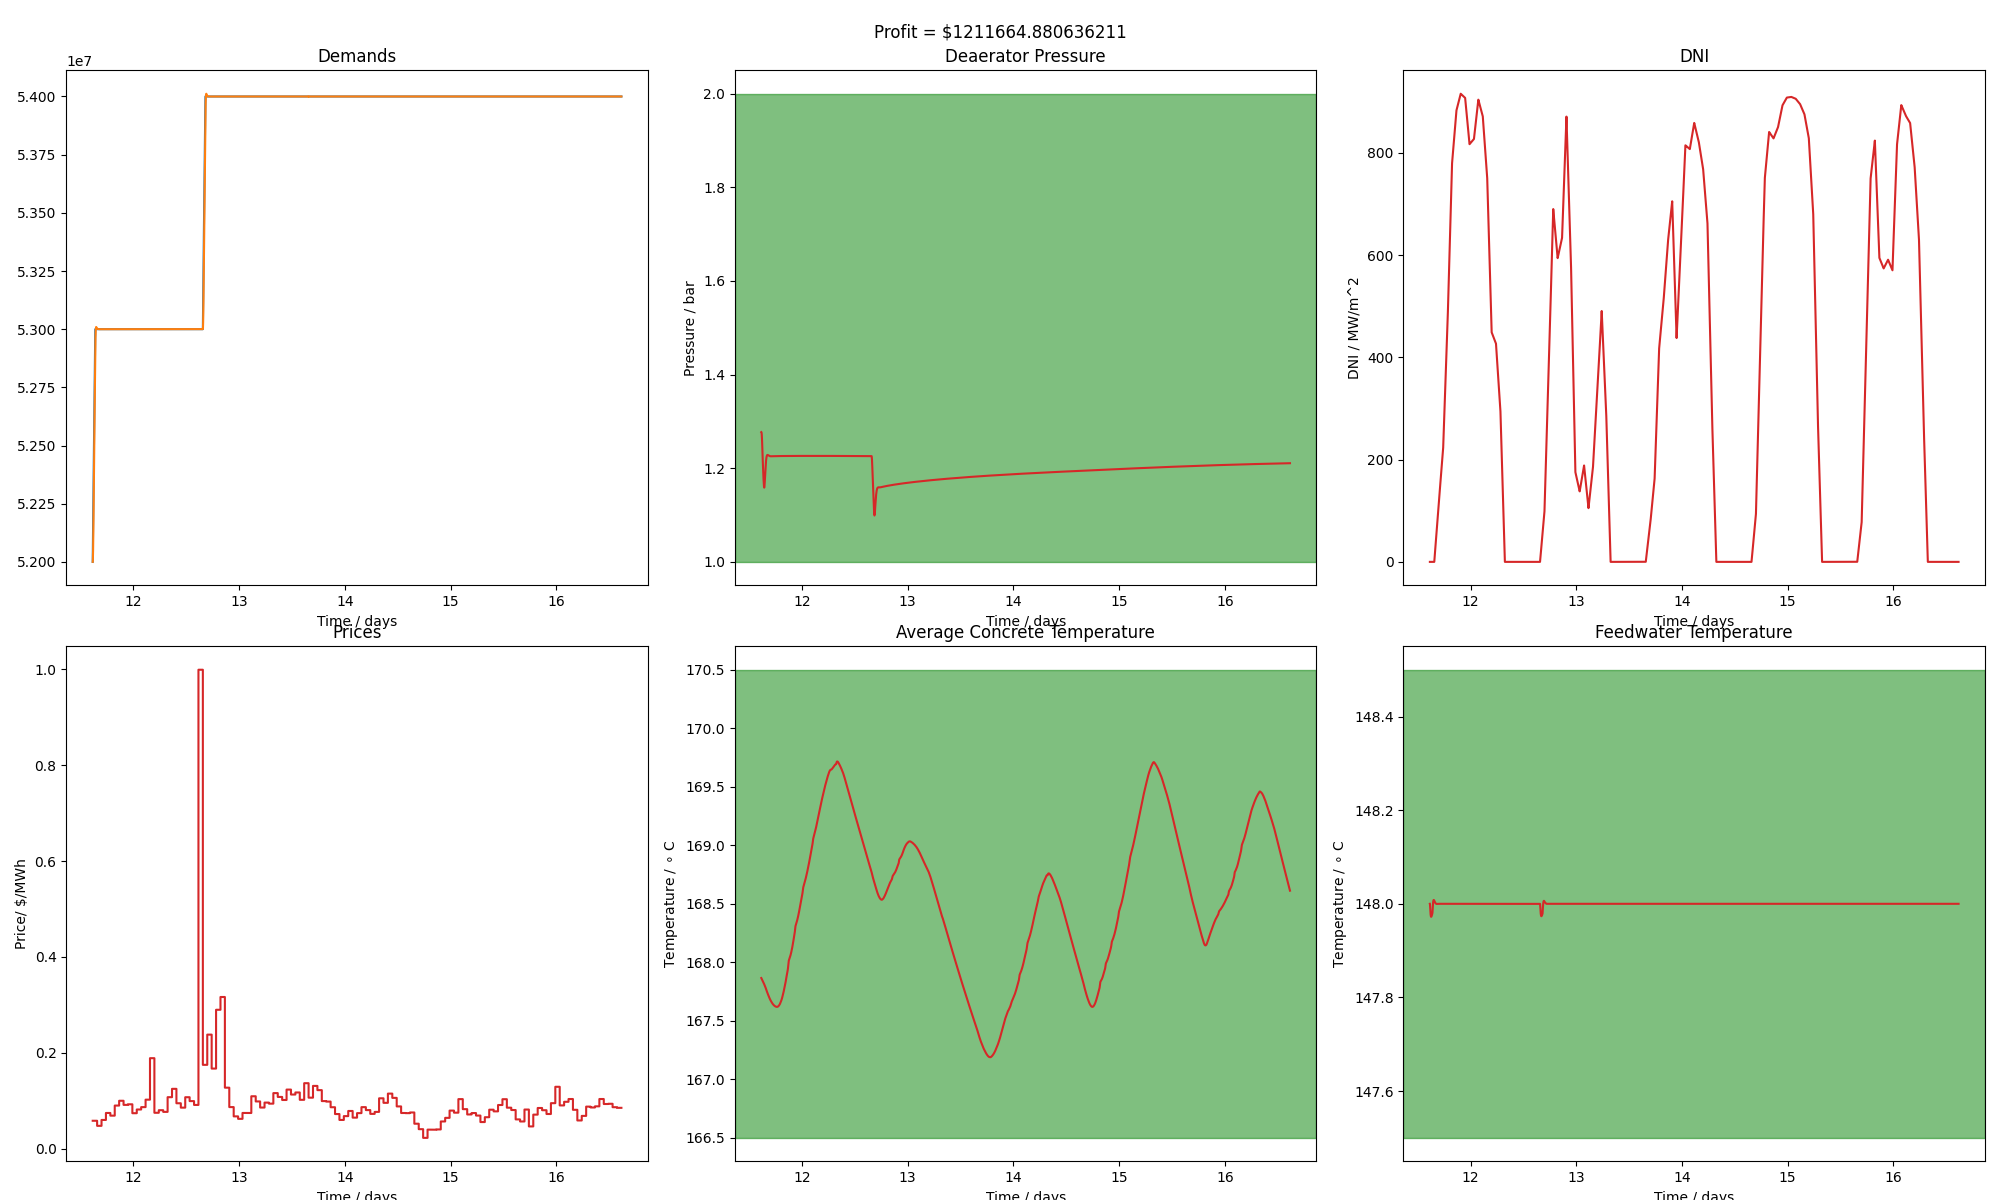 Profit = $1211664.880636211
Demands
1e7
5.400
5.375
5.350
5.325
5.300
5.275
5.250
5.225
5.200
12 13 14 15 16
Time / days
Deaerator Pressure
Pressure / bar
2.0
1.8
1.6
1.4
1.2
1.0
12 13 14 15 16
Time / days
DNI
DNI / MW/m^2
800
600
400
200
0
12 13 14 15 16
Time / days
Prices
Price/ $/MWh
1.0
0.8
0.6
0.4
0.2
0.0
12 13 14 15 16
Time / days
Average Concrete Temperature
Temperature / ∘ C
170.5
170.0
169.5
169.0
168.5
168.0
167.5
167.0
166.5
12 13 14 15 16
Time / days
Feedwater Temperature
Temperature / ∘ C
148.4
148.2
148.0
147.8
147.6
12 13 14 15 16
Time / days